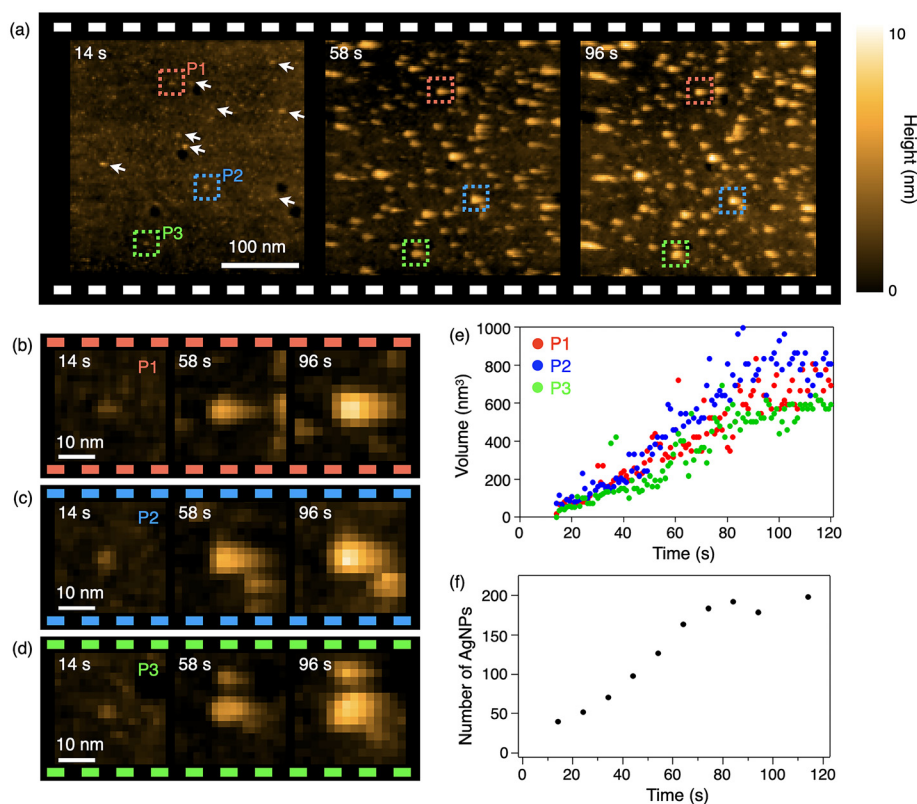 (a)
14 s
58 s
96 s
P1
P2
P3
100 nm
10
Height (nm)
0
(b)
14 s
58 s
96 s
P1
10 nm
(c)
14 s
58 s
96 s
P2
10 nm
(d)
14 s
58 s
96 s
P3
10 nm
(e)
P1
P2
P3
1000
800
600
400
200
0
Volume (nm³)
0
20
40
60
80
100
120
Time (s)
(f)
200
150
100
50
0
Number of AgNPs
0
20
40
60
80
100
120
Time (s)